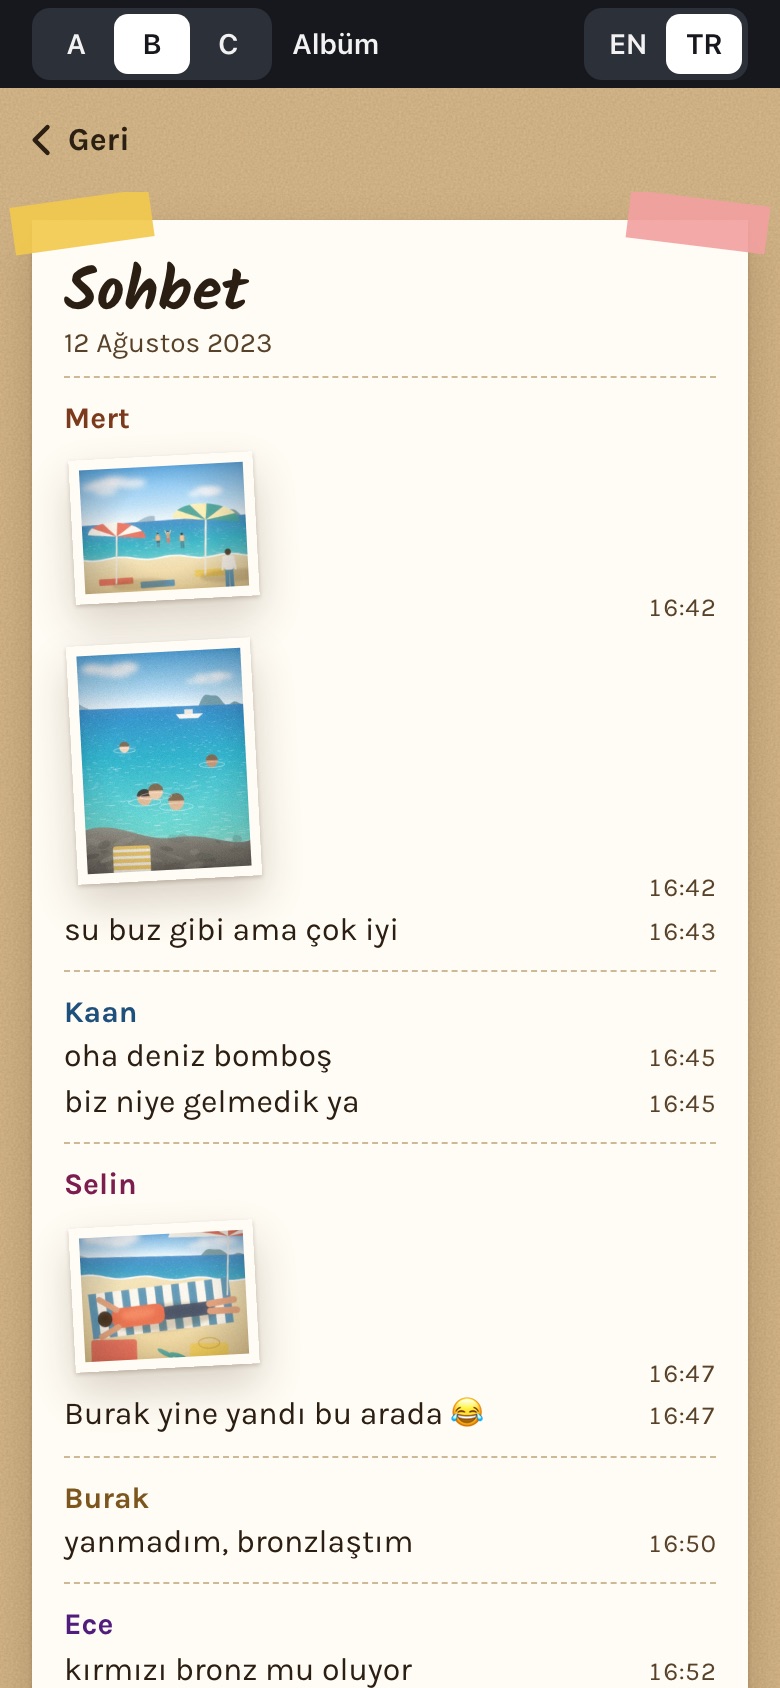 A B C Albüm EN TR
Geri
Sohbet
12 Ağustos 2023
Mert
16:42
16:42
su buz gibi ama çok iyi 16:43
Kaan
oha deniz bomboş 16:45
biz niye gelmedik ya 16:45
Selin
16:47
Burak yine yandı bu arada 😂 16:47
Burak
yanmadım, bronzlaştım 16:50
Ece
kırmızı bronz mu oluyor 16:52